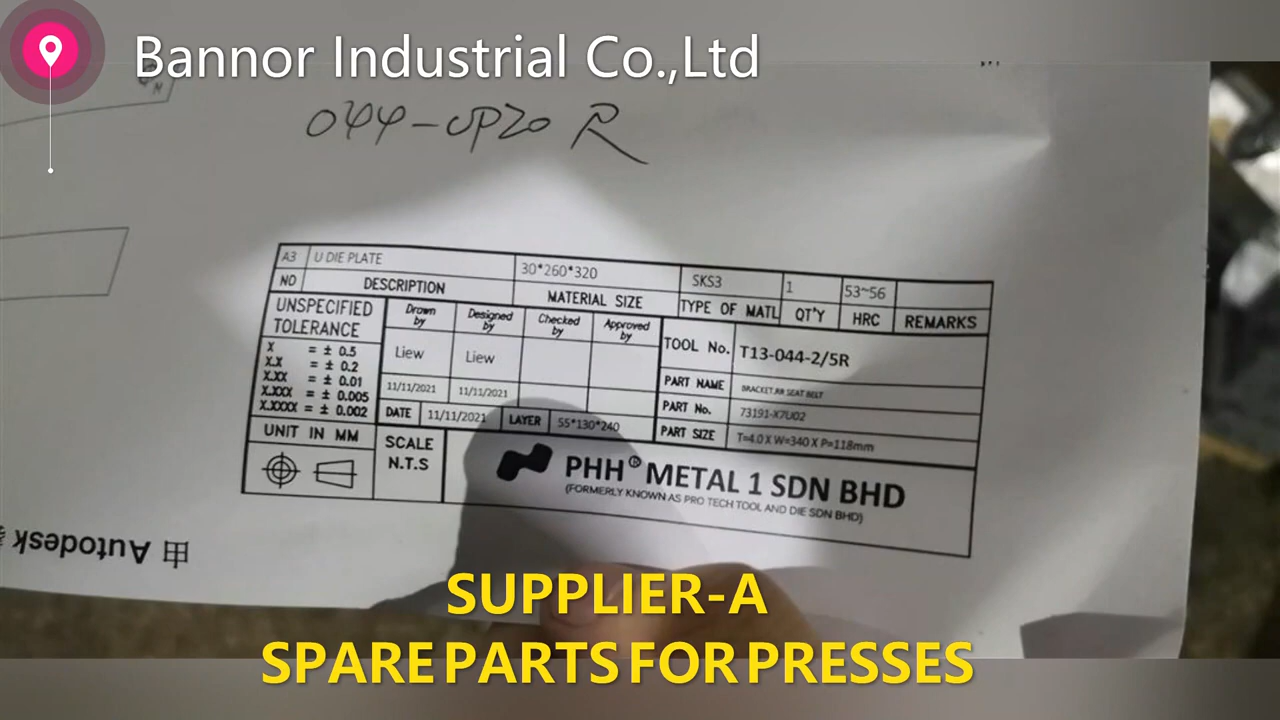 Bannor Industrial Co.,Ltd
044-OP20 R
A3 U DIE PLATE 30*260*320 SKS3 1 53~56
NO DESCRIPTION MATERIAL SIZE TYPE OF MATL QT'Y HRC REMARKS
UNSPECIFIED TOLERANCE
X = ± 0.5
X.X = ± 0.2
X.XX = ± 0.01
X.XXX = ± 0.005
X.XXXX = ± 0.002
UNIT IN MM
Drawn by Designed by Checked by Approved by
Liew Liew
11/11/2021 11/11/2021
DATE 11/11/2021 LAYER 55*130*240
SCALE
N.T.S
TOOL No. T13-044-2/5R
PART NAME BRACKET,RR SEAT BELT
PART No. 73191-X7U02
PART SIZE T=4.0 X W=340 X P=118mm
PHH® METAL 1 SDN BHD
(FORMERLY KNOWN AS PRO TECH TOOL AND DIE SDN BHD)
由 Autodesk
SUPPLIER-A
SPARE PARTS FOR PRESSES